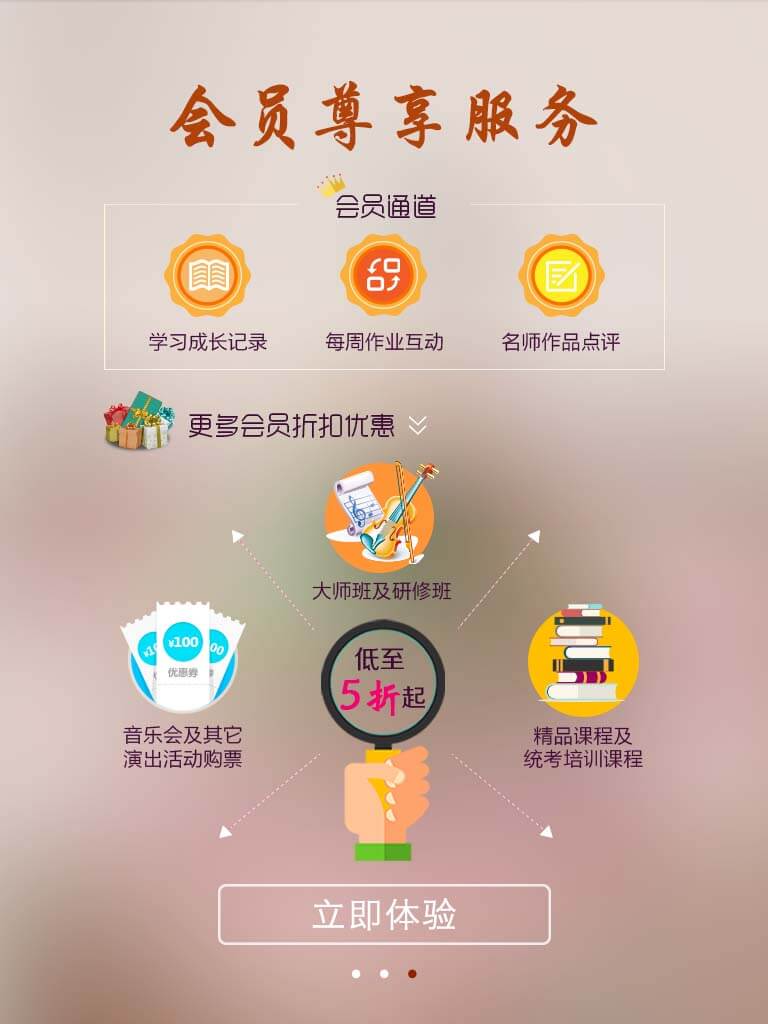 会员尊享服务
会员通道
学习成长记录
每周作业互动
名师作品点评
更多会员折扣优惠
大师班及研修班
¥100
优惠券
音乐会及其它
演出活动购票
低至
5折起
精品课程及
统考培训课程
立即体验